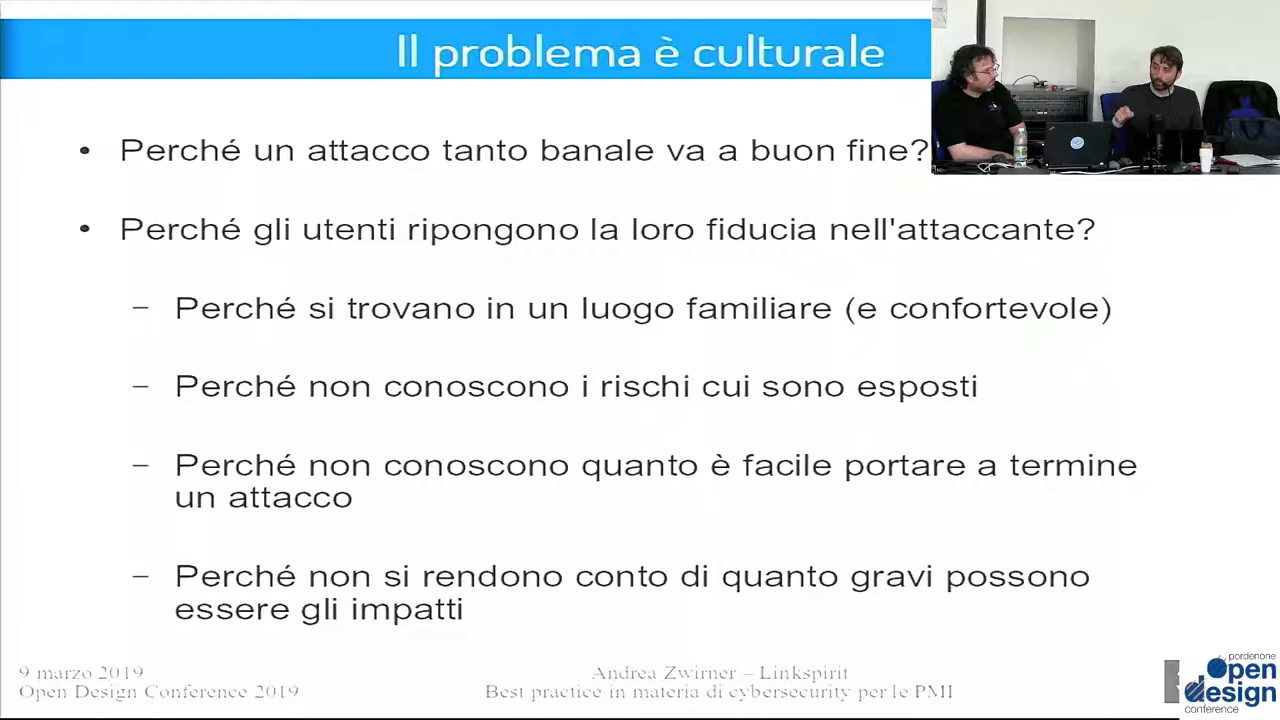 Il problema è culturale
• Perché un attacco tanto banale va a buon fine?
• Perché gli utenti ripongono la loro fiducia nell'attaccante?
– Perché si trovano in un luogo familiare (e confortevole)
– Perché non conoscono i rischi cui sono esposti
– Perché non conoscono quanto è facile portare a termine
un attacco
– Perché non si rendono conto di quanto gravi possono
essere gli impatti
9 marzo 2019
Open Design Conference 2019
Andrea Zwirner – Linkspirit
Best practice in materia di cybersecurity per le PMI
pordenone
open
design
conference